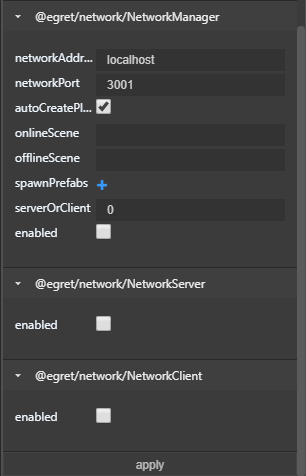 @egret/network/NetworkManager
networkAddr... localhost
networkPort 3001
autoCreatePl...
onlineScene
offlineScene
spawnPrefabs +
serverOrClient 0
enabled
@egret/network/NetworkServer
enabled
@egret/network/NetworkClient
enabled
apply